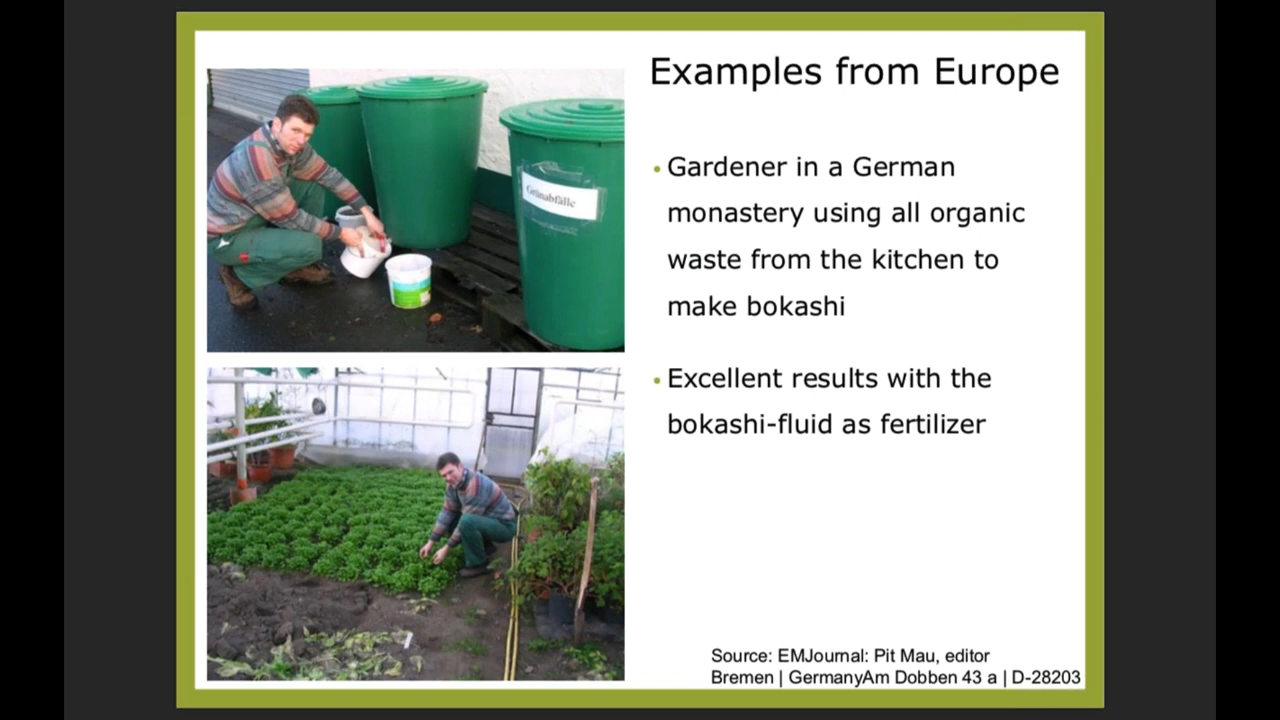 Examples from Europe
Grünabfälle
• Gardener in a German
monastery using all organic
waste from the kitchen to
make bokashi
• Excellent results with the
bokashi-fluid as fertilizer
Source: EMJournal: Pit Mau, editor
Bremen | GermanyAm Dobben 43 a | D-28203